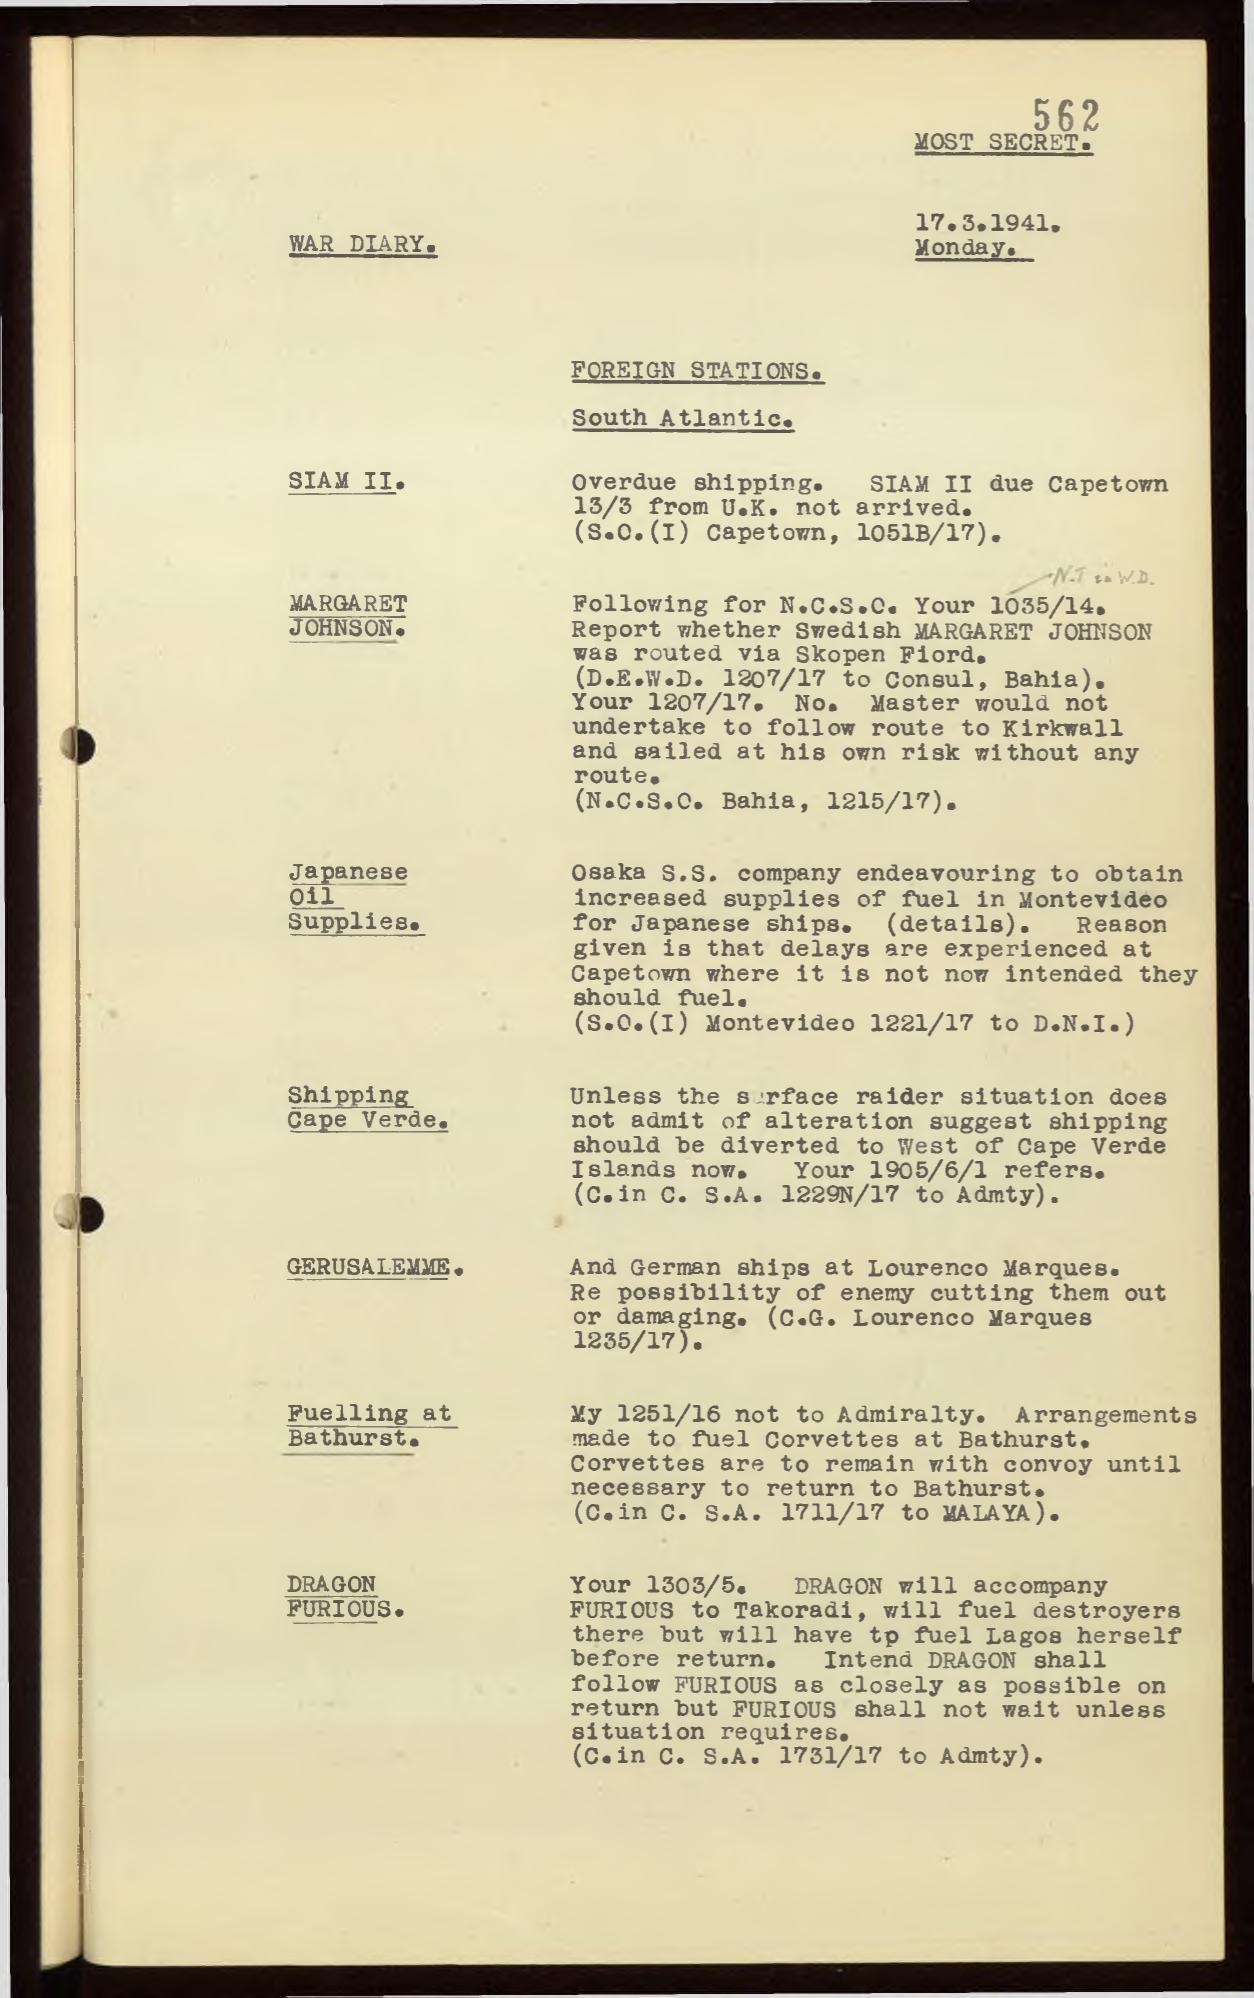 562
MOST SECRET.
17.3.1941.
WAR DIARY.
Monday.
FOREIGN STATIONS.
South Atlantic.
SIAM II.
Overdue shipping. SIAM II due Capetown
13/3 from U.K. not arrived.
(S.O.(I) Capetown, 1051B/17).
N.T in W.D.
MARGARET
JOHNSON.
Following for N.C.S.O. Your 1035/14.
Report whether Swedish MARGARET JOHNSON
was routed via Skopen Fiord.
(D.E.W.D. 1207/17 to Consul, Bahia).
Your 1207/17. No. Master would not
undertake to follow route to Kirkwall
and sailed at his own risk without any
route.
(N.C.S.O. Bahia, 1215/17).
Japanese
Oil
Supplies.
Osaka S.S. company endeavouring to obtain
increased supplies of fuel in Montevideo
for Japanese ships. (details). Reason
given is that delays are experienced at
Capetown where it is not now intended they
should fuel.
(S.O.(I) Montevideo 1221/17 to D.N.I.)
Shipping
Cape Verde.
Unless the surface raider situation does
not admit of alteration suggest shipping
should be diverted to West of Cape Verde
Islands now. Your 1905/6/1 refers.
(C.in C. S.A. 1229N/17 to Admty).
GERUSALEMME.
And German ships at Lourenco Marques.
Re possibility of enemy cutting them out
or damaging. (C.G. Lourenco Marques
1235/17).
Fuelling at
Bathurst.
My 1251/16 not to Admiralty. Arrangements
made to fuel Corvettes at Bathurst.
Corvettes are to remain with convoy until
necessary to return to Bathurst.
(C.in C. S.A. 1711/17 to MALAYA).
DRAGON
FURIOUS.
Your 1303/5. DRAGON will accompany
FURIOUS to Takoradi, will fuel destroyers
there but will have tp fuel Lagos herself
before return. Intend DRAGON shall
follow FURIOUS as closely as possible on
return but FURIOUS shall not wait unless
situation requires.
(C.in C. S.A. 1731/17 to Admty).